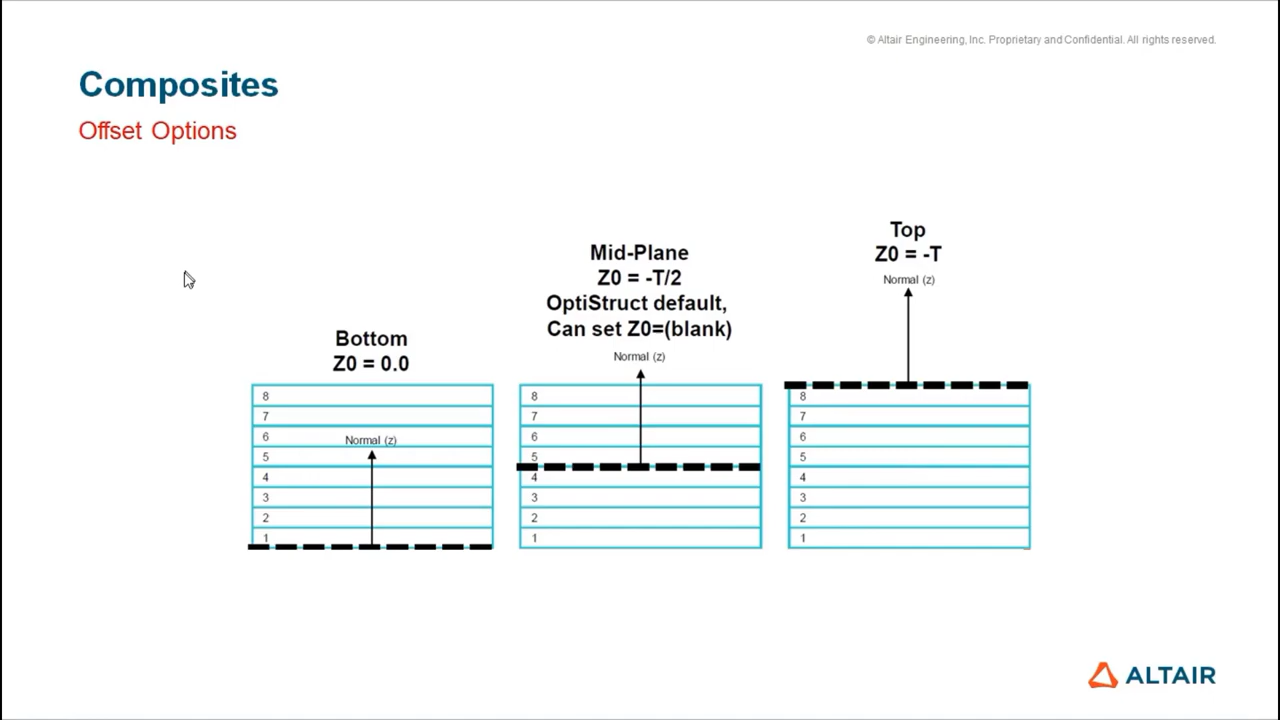 © Altair Engineering, Inc. Proprietary and Confidential. All rights reserved.
Composites
Offset Options
Bottom
Z0 = 0.0
8
7
6
Normal (z)
5
4
3
2
1
Mid-Plane
Z0 = -T/2
OptiStruct default,
Can set Z0=(blank)
Normal (z)
8
7
6
5
4
3
2
1
Top
Z0 = -T
Normal (z)
8
7
6
5
4
3
2
1
ALTAIR